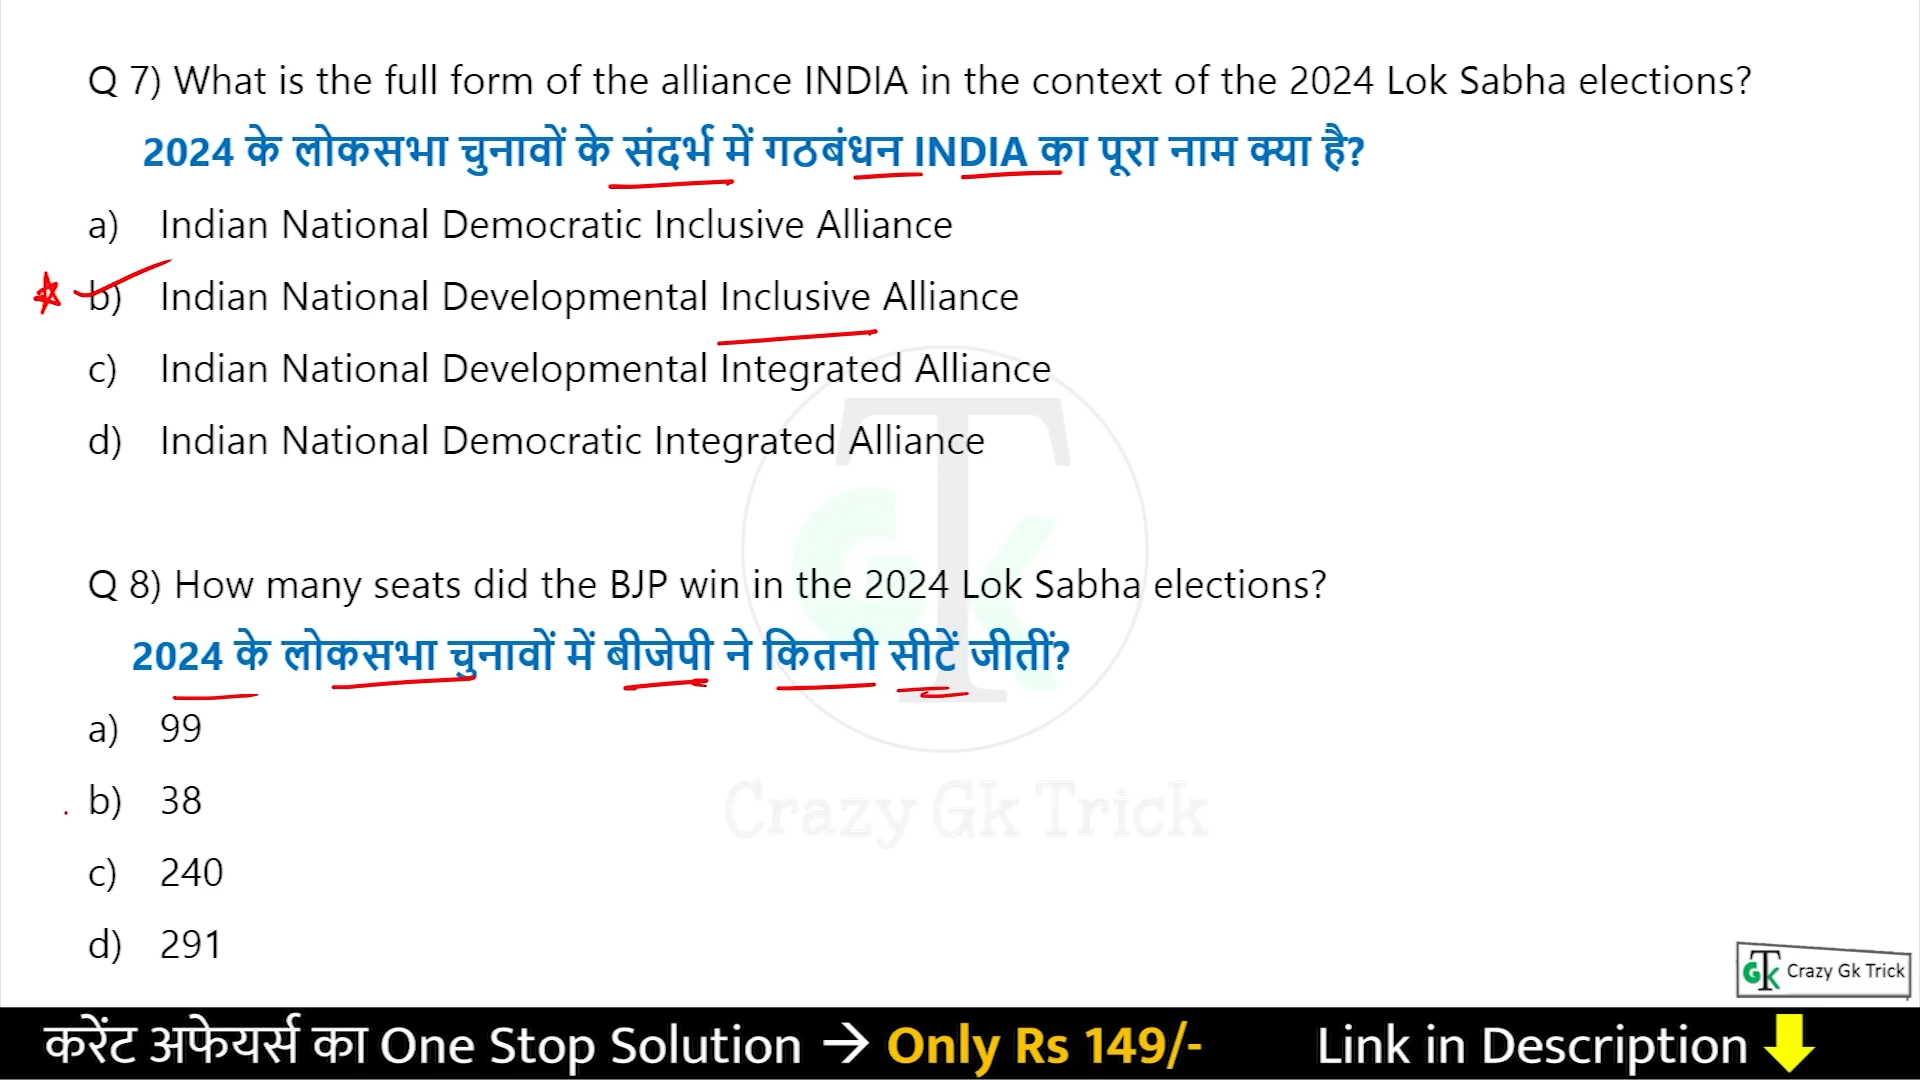 Q 7) What is the full form of the alliance INDIA in the context of the 2024 Lok Sabha elections?
2024 के लोकसभा चुनावों के संदर्भ में गठबंधन INDIA का पूरा नाम क्या है?
a) Indian National Democratic Inclusive Alliance
b) Indian National Developmental Inclusive Alliance
c) Indian National Developmental Integrated Alliance
d) Indian National Democratic Integrated Alliance
Q 8) How many seats did the BJP win in the 2024 Lok Sabha elections?
2024 के लोकसभा चुनावों में बीजेपी ने कितनी सीटें जीतीं?
a) 99
b) 38
c) 240
d) 291
GTK
Crazy Gk Trick
GTK Crazy Gk Trick
करेंट अफेयर्स का One Stop Solution → Only Rs 149/- Link in Description